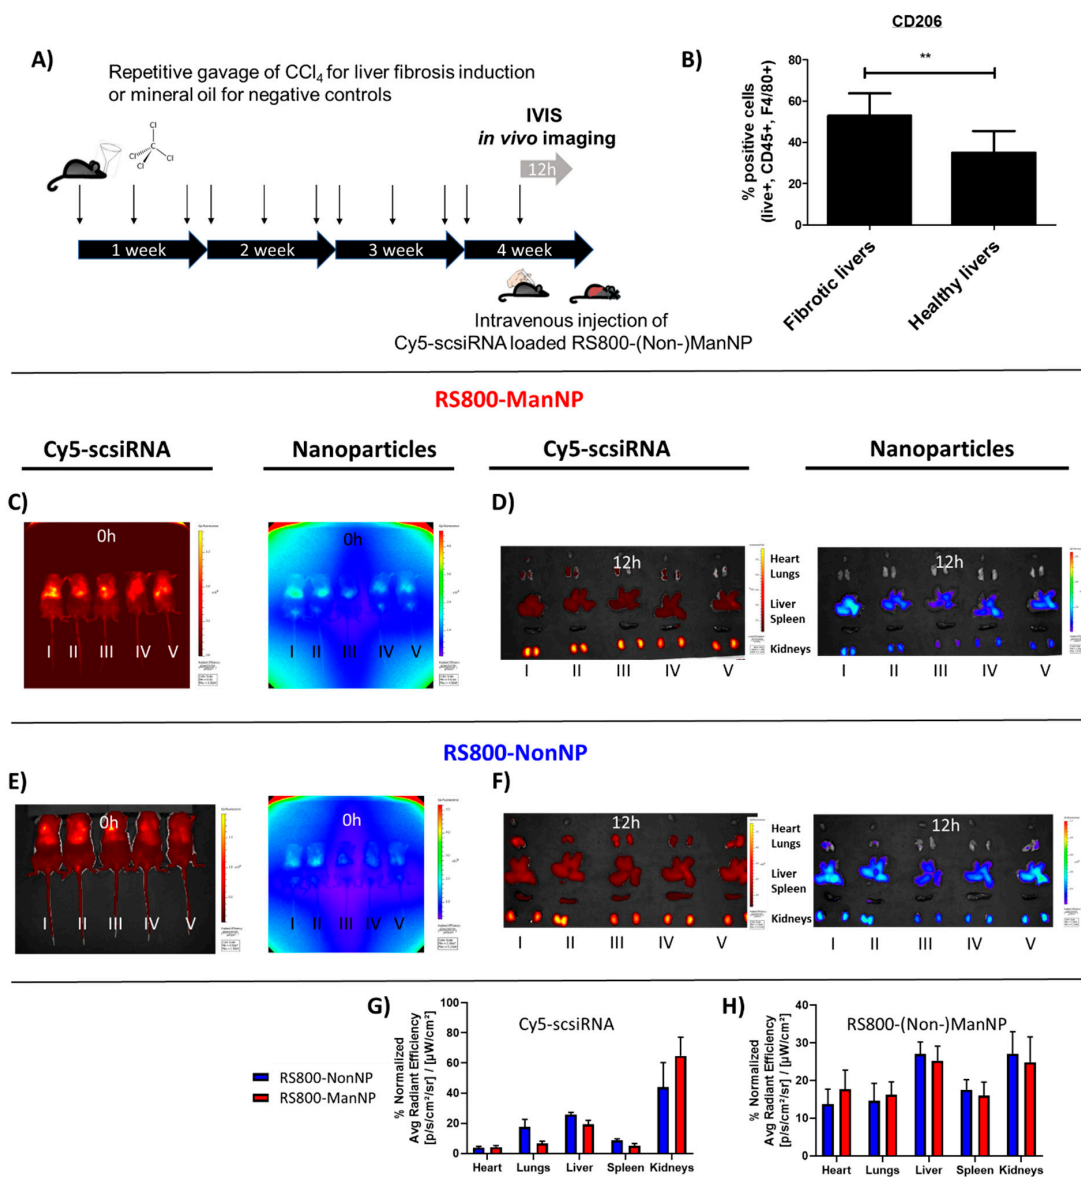 CD206
A)
Repetitive gavage of CCl₄ for liver fibrosis induction
or mineral oil for negative controls
Cl
C
Cl
Cl
Cl
IVIS
in vivo imaging
12h
1 week
2 week
3 week
4 week
Intravenous injection of
Cy5-scsiRNA loaded RS800-(Non-)ManNP
B)
**
% positive cells
(live+, CD45+, F4/80+)
80
60
40
20
0
Fibrotic livers
Healthy livers
RS800-ManNP
Cy5-scsiRNA
Nanoparticles
Cy5-scsiRNA
Nanoparticles
C)
0h
I II III IV V
0h
I II III IV V
D)
12h
I II III IV V
Heart
Lungs
Liver
Spleen
Kidneys
12h
I II III IV V
RS800-NonNP
E)
0h
I II III IV V
0h
I II III IV V
F)
12h
I II III IV V
Heart
Lungs
Liver
Spleen
Kidneys
12h
I II III IV V
RS800-NonNP
RS800-ManNP
G)
Cy5-scsiRNA
% Normalized
Avg Radiant Efficiency
[p/s/cm²/sr] / [µW/cm²]
100
80
60
40
20
0
Heart Lungs Liver Spleen Kidneys
H)
RS800-(Non-)ManNP
% Normalized
Avg Radiant Efficiency
[p/s/cm²/sr] / [µW/cm²]
40
30
20
10
0
Heart Lungs Liver Spleen Kidneys